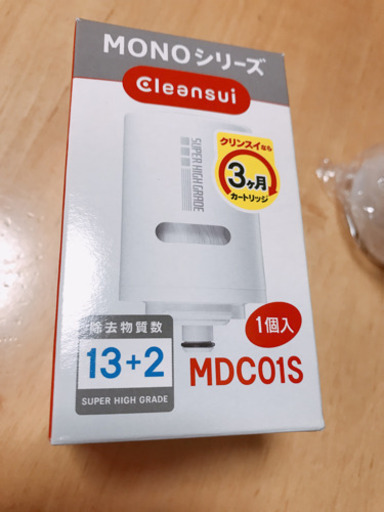 MONOシリーズ
Cleansui
SUPER HIGH GRADE
クリンスイなら
3ヶ月
カートリッジ
除去物質数
13+2
SUPER HIGH GRADE
1個入
MDC01S